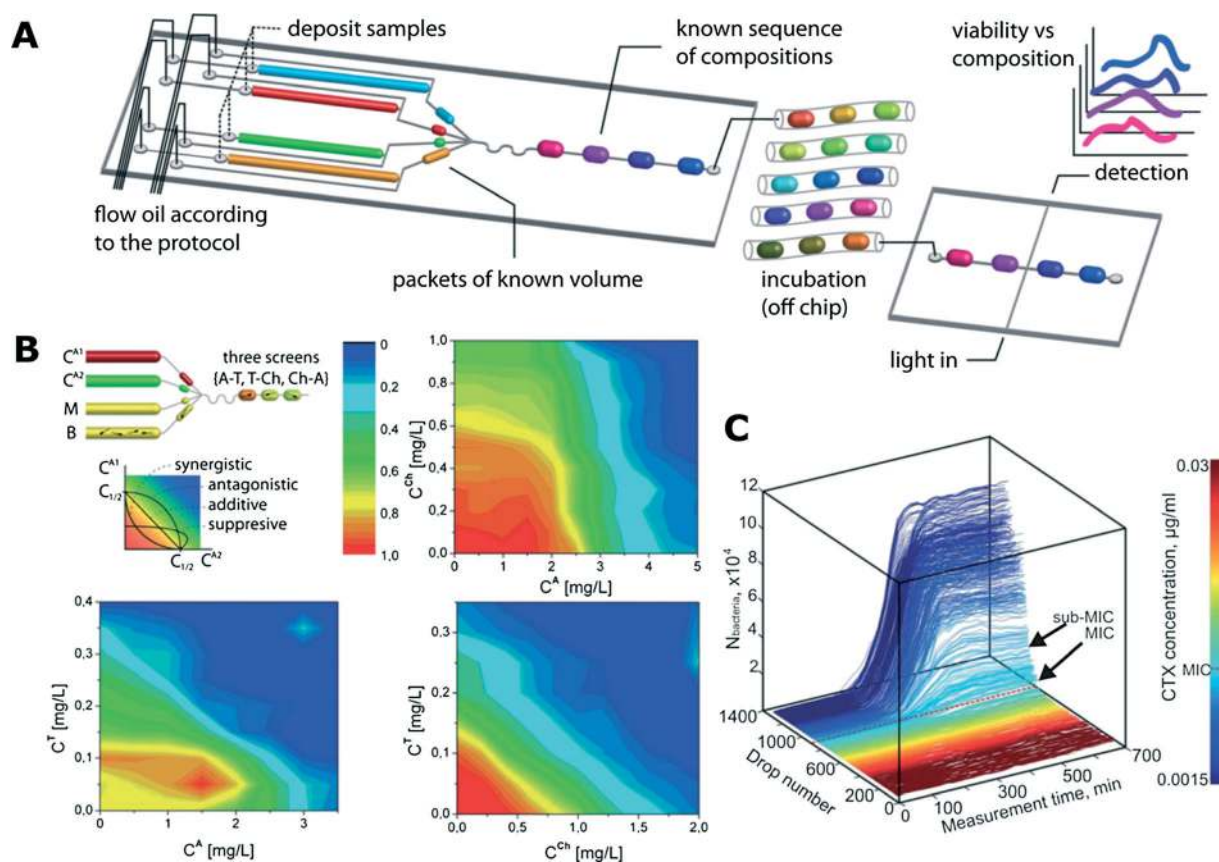 A
deposit samples
known sequence
of compositions
viability vs
composition
flow oil according
to the protocol
packets of known volume
incubation
(off chip)
detection
light in
B
C^A1
C^A2
M
B
three screens
{A-T, T-Ch, Ch-A}
C^A1
C_1/2
synergistic
antagonistic
additive
suppresive
C_1/2 C^A2
0
0.2
0.4
0.6
0.8
1.0
C^Ch [mg/L]
1.0
0.8
0.6
0.4
0.2
0.0
0 1 2 3 4 5
C^A [mg/L]
C^T [mg/L]
0,4
0,3
0,2
0,1
0,0
0 1 2 3
C^A [mg/L]
C^T [mg/L]
0,3
0,2
0,1
0,0
0,0 0,5 1,0 1,5 2,0
C^Ch [mg/L]
C
Nbacteria, x10^4
12
10
8
6
4
2
1400
1000
600
200
0
Drop number
0
100
300
500
700
Measurement time, min
sub-MIC
MIC
CTX concentration, µg/ml
0.03
MIC
0.0015